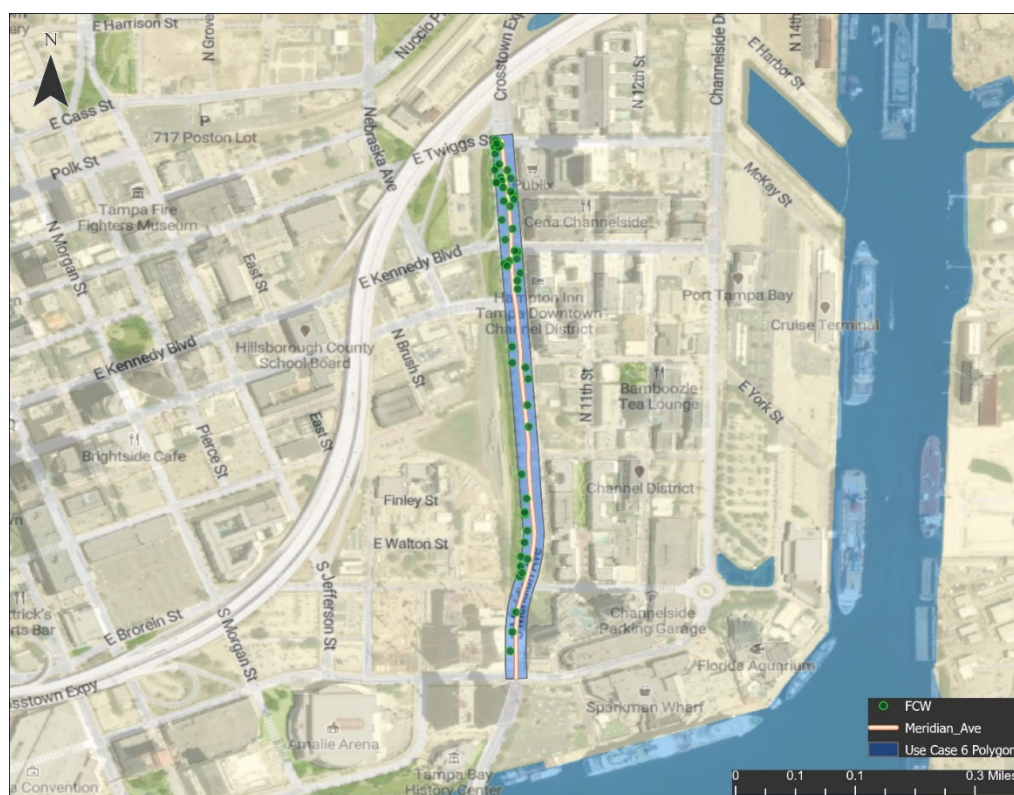 E Harrison St
N Grove
Nuccio P
Crosstown Exp
Channelside D
N 14th
N
E Cass St
717 Poston Lot
Nebraska Ave
E Twiggs S
N 12th St
E Harbor St
McKay St
Polk St
Tampa Fire
Fighters Museum
Publix
Cena Channelside
N Morgan St
East St
E Kennedy Blvd
Hampton Inn
Tampa Downtown
Channel District
Port Tampa Bay
Cruise Terminal
E Kennedy Blvd
Hillsborough County
School Board
N Brush St
N 11th St
Bamboozle
Tea Lounge
E York St
East St
Pierce St
Brightside Cafe
Finley St
Channel District
E Walton St
S Jefferson St
trick's
rts Bar
E Brorein St
S Morgan St
Channelside
Parking Garage
Florida Aquarium
sstown Expy
Sparkman Wharf
Amalie Arena
Tampa Bay
History Center
a Convention
FCW
Meridian_Ave
Use Case 6 Polygon
0 0.1 0.1 0.3 Miles